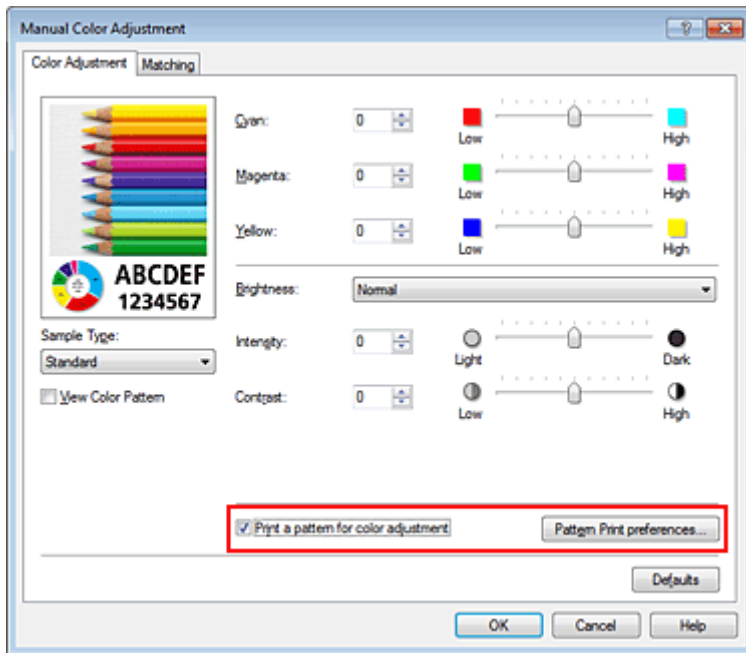 Manual Color Adjustment
Color Adjustment
Matching
ABCDEF
1234567
Sample Type:
Standard
View Color Pattern
Cyan:
0
Low
High
Magenta:
0
Low
High
Yellow:
0
Low
High
Brightness:
Normal
Intensity:
0
Light
Dark
Contrast:
0
Low
High
Print a pattern for color adjustment
Pattern Print preferences...
Defaults
OK
Cancel
Help